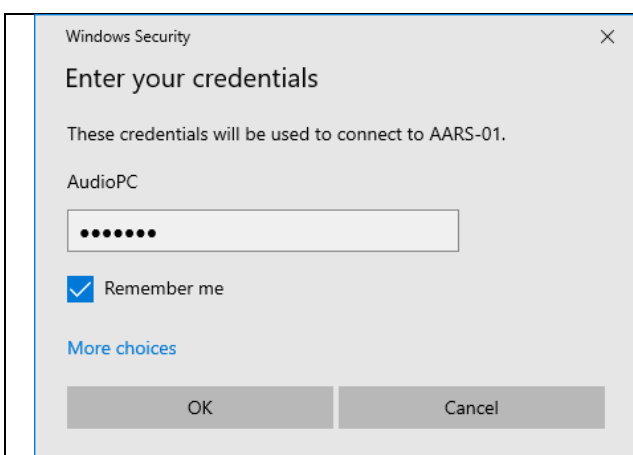 Windows Security
Enter your credentials
These credentials will be used to connect to AARS-01.
AudioPC
•••••••
Remember me
More choices
OK Cancel